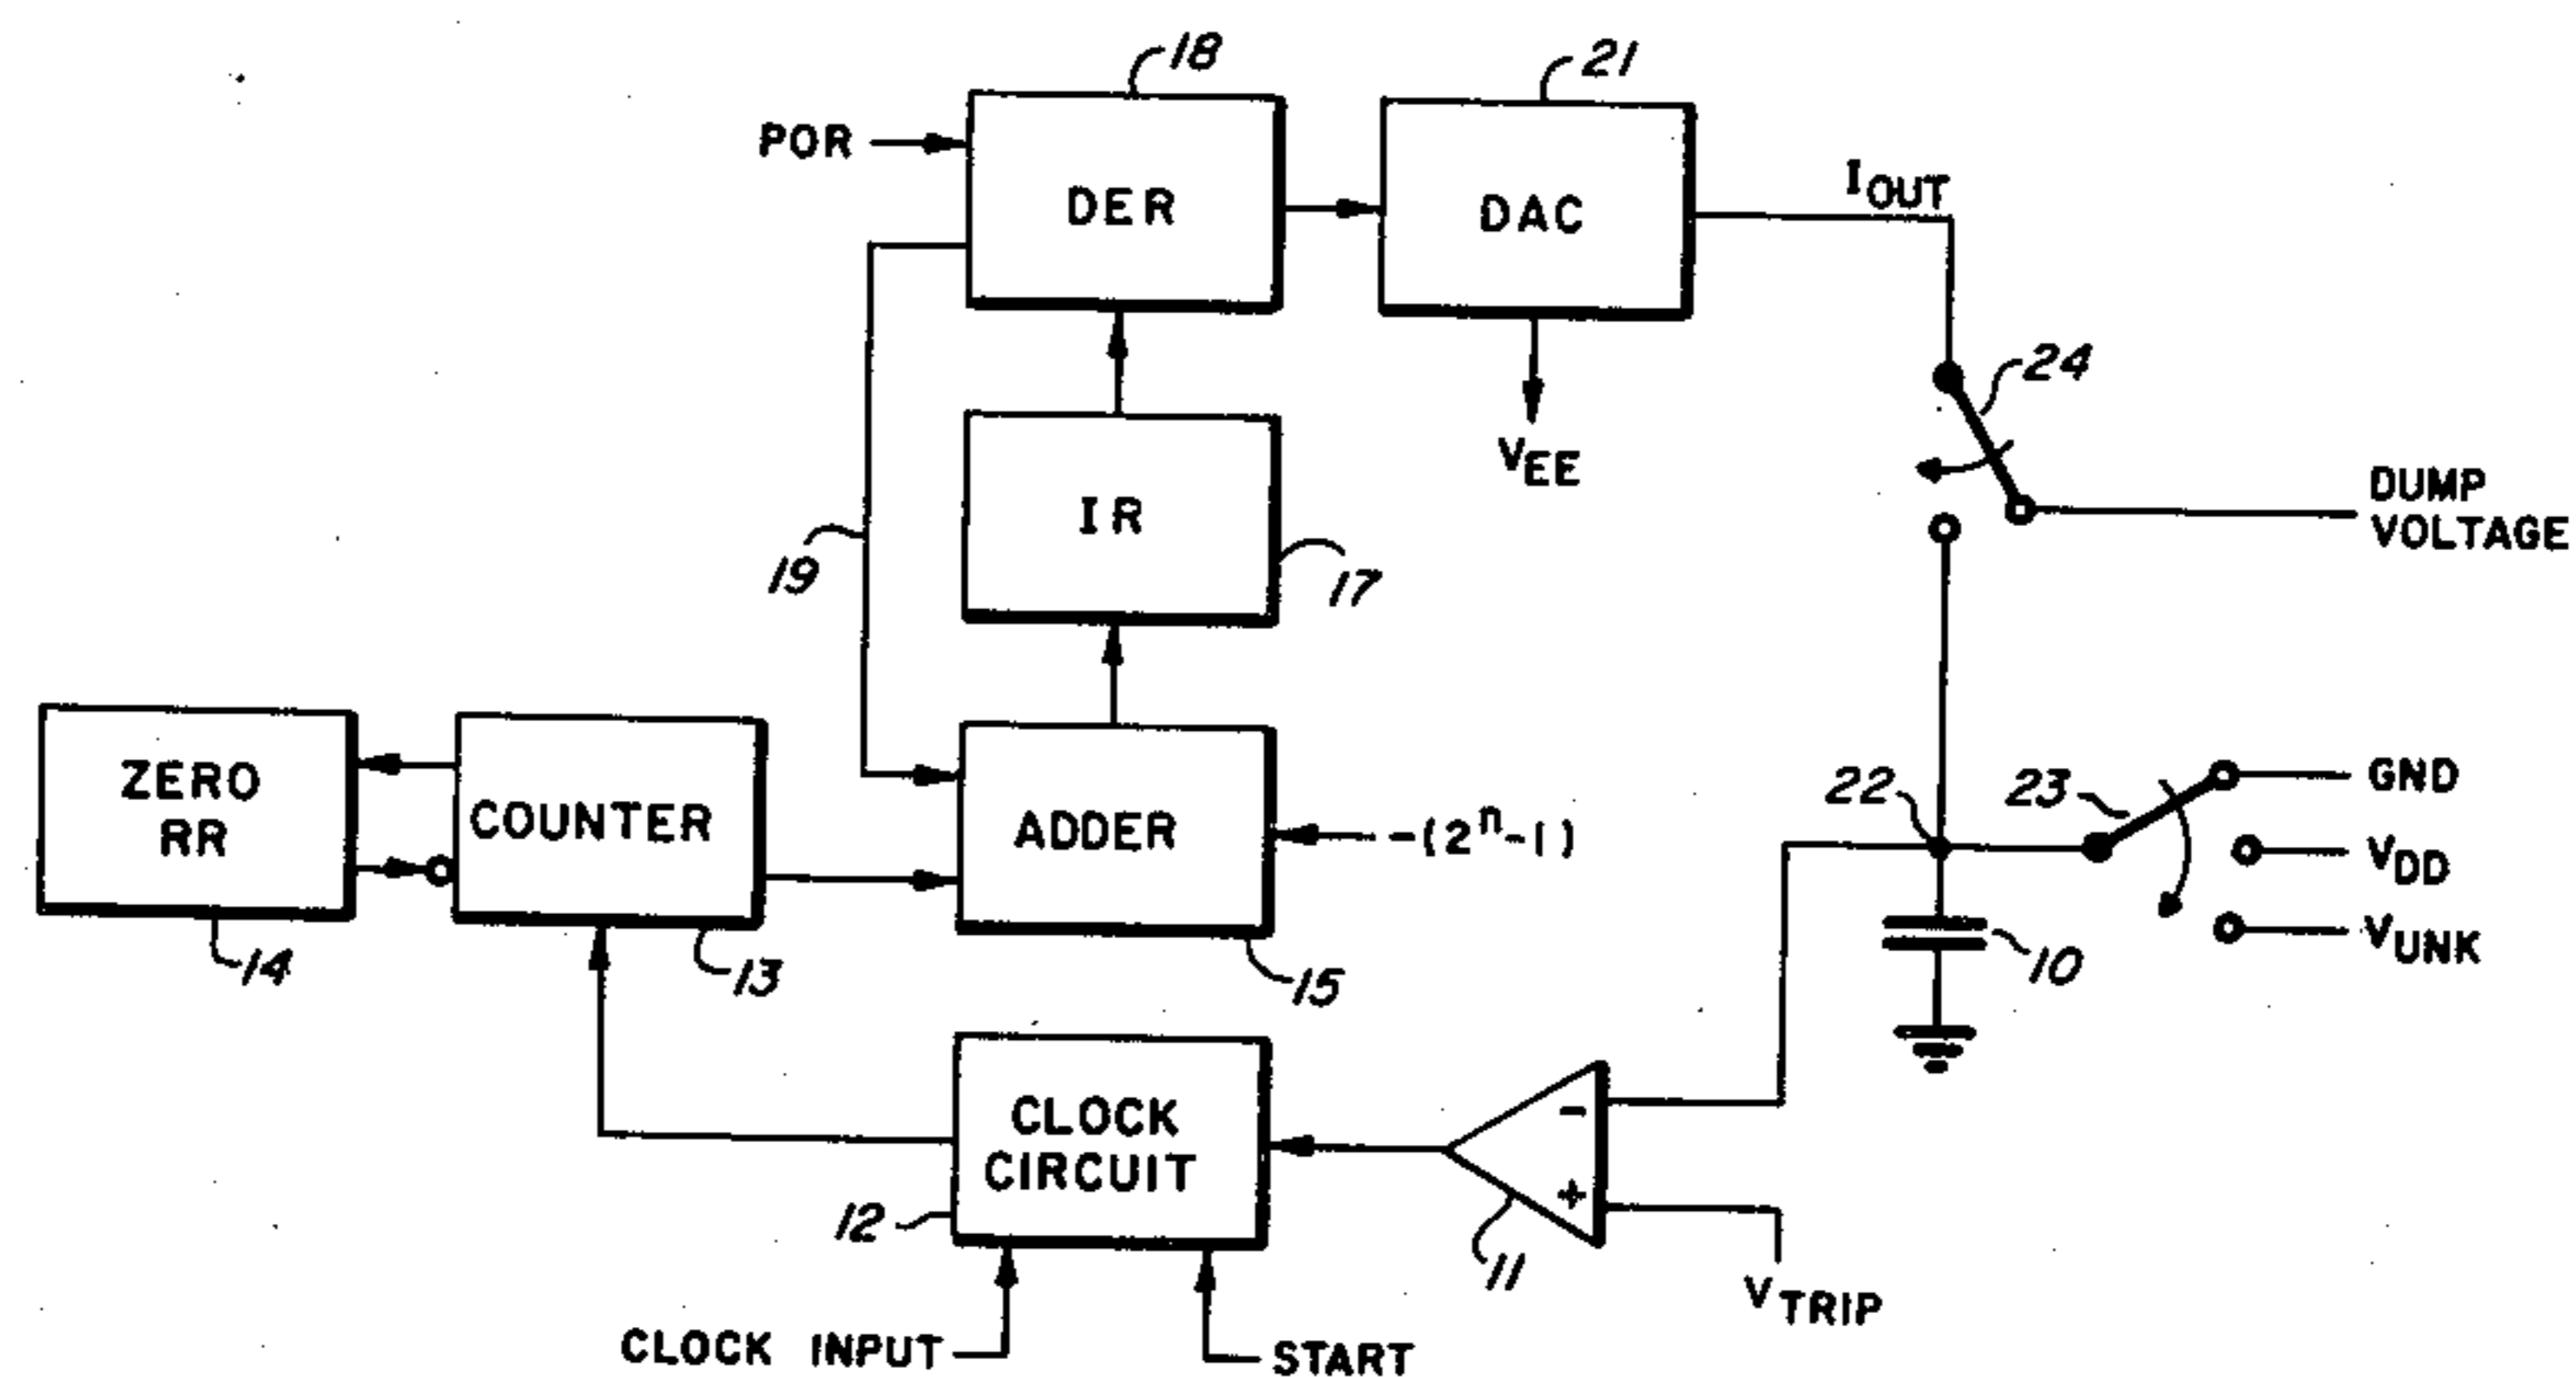 18
21
POR
DER
DAC
IOUT
VEE
24
DUMP
VOLTAGE
IR
19
17
ZERO
RR
COUNTER
ADDER
-(2ⁿ-1)
22
23
GND
VDD
VUNK
14
13
15
10
CLOCK
CIRCUIT
-
+
12
11
VTRIP
CLOCK INPUT
START